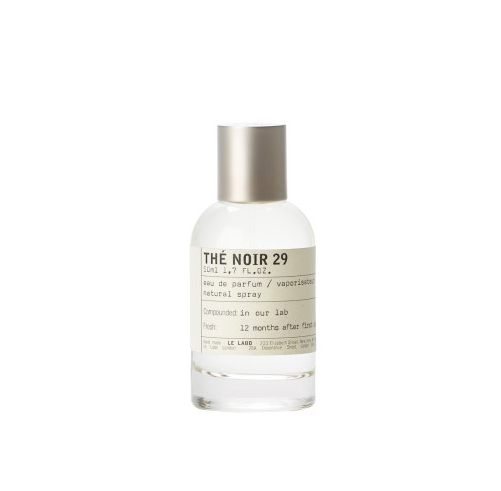 THÉ NOIR 29
50ml 1.7 FL.OZ.
eau de parfum / vaporisateur
natural spray
Compounded in our lab
Fresh: 12 months after first
LE LABO